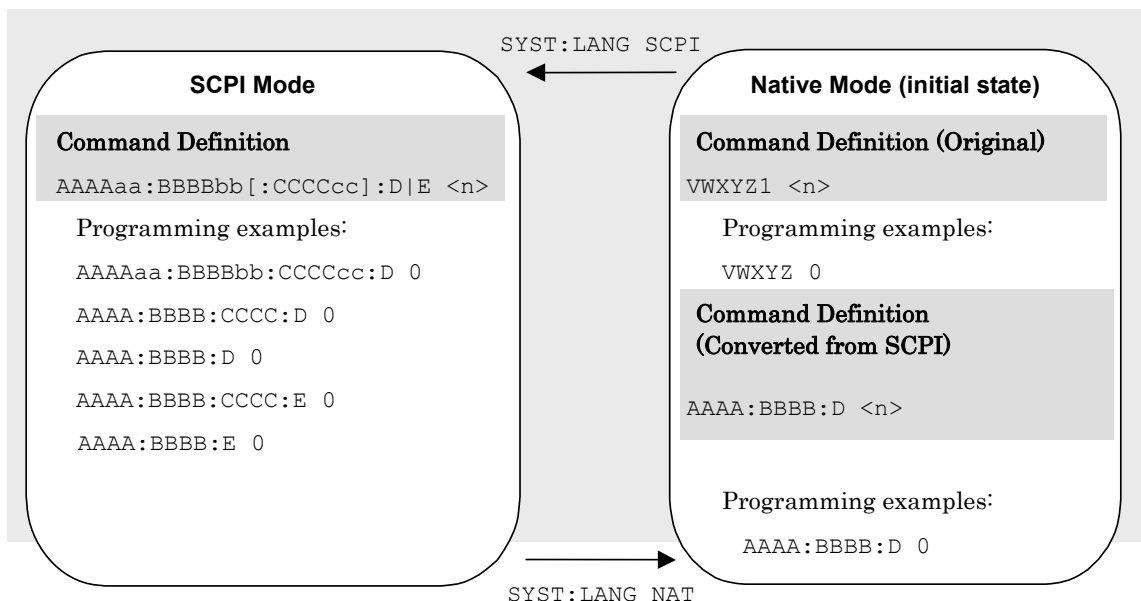 SYST:LANG SCPI
SCPI Mode
Command Definition
AAAAaa:BBBBbb[:CCCCcc]:D|E <n>
Programming examples:
AAAAaa:BBBBbb:CCCCcc:D 0
AAAA:BBBB:CCCC:D 0
AAAA:BBBB:D 0
AAAA:BBBB:CCCC:E 0
AAAA:BBBB:E 0
Native Mode (initial state)
Command Definition (Original)
VWXYZ1 <n>
Programming examples:
VWXYZ 0
Command Definition
(Converted from SCPI)
AAAA:BBBB:D <n>
Programming examples:
AAAA:BBBB:D 0
SYST:LANG NAT